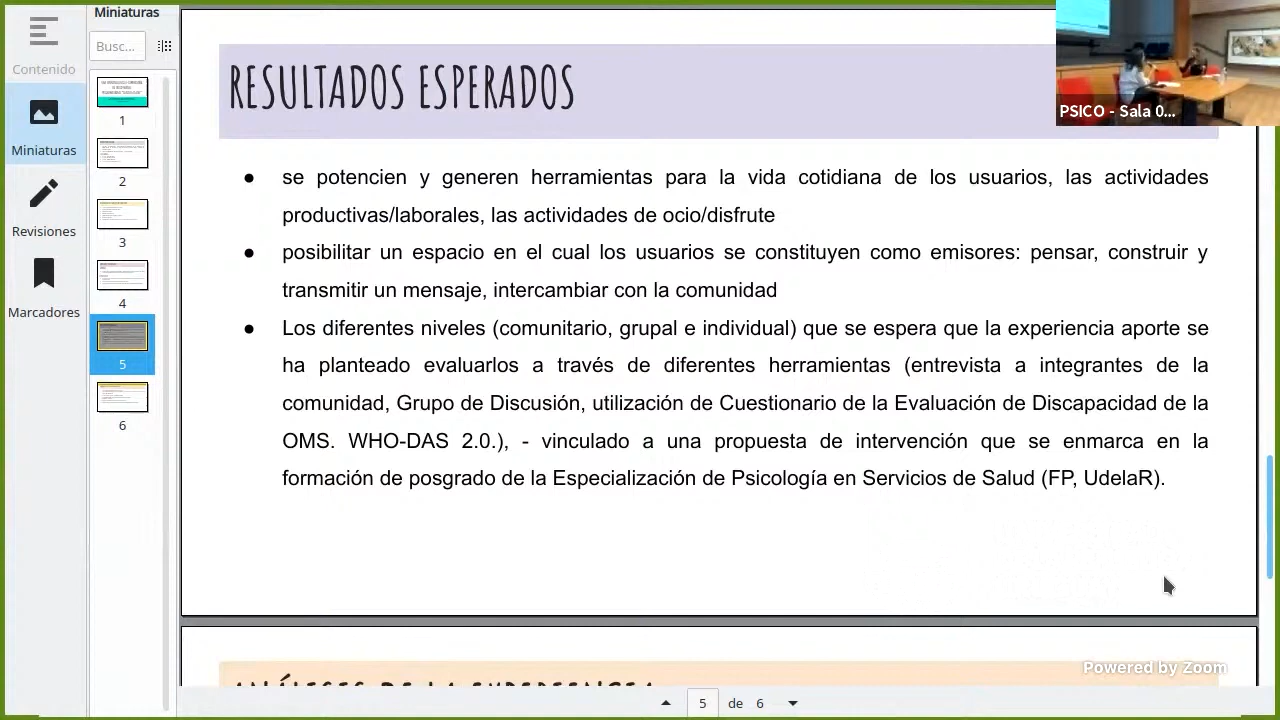 Miniaturas
Busc...
Contenido
Miniaturas
Revisiones
Marcadores
1
2
3
4
5
6
RESULTADOS ESPERADOS
PSICO - Sala 0...
● se potencien y generen herramientas para la vida cotidiana de los usuarios, las actividades
productivas/laborales, las actividades de ocio/disfrute
● posibilitar un espacio en el cual los usuarios se constituyen como emisores: pensar, construir y
transmitir un mensaje, intercambiar con la comunidad
● Los diferentes niveles (comunitario, grupal e individual) que se espera que la experiencia aporte se
ha planteado evaluarlos a través de diferentes herramientas (entrevista a integrantes de la
comunidad, Grupo de Discusión, utilización de Cuestionario de la Evaluación de Discapacidad de la
OMS. WHO-DAS 2.0.), - vinculado a una propuesta de intervención que se enmarca en la
formación de posgrado de la Especialización de Psicología en Servicios de Salud (FP, UdelaR).
ANÁLISIS DE LA EXPERIENCIA
Powered by Zoom
5 de 6